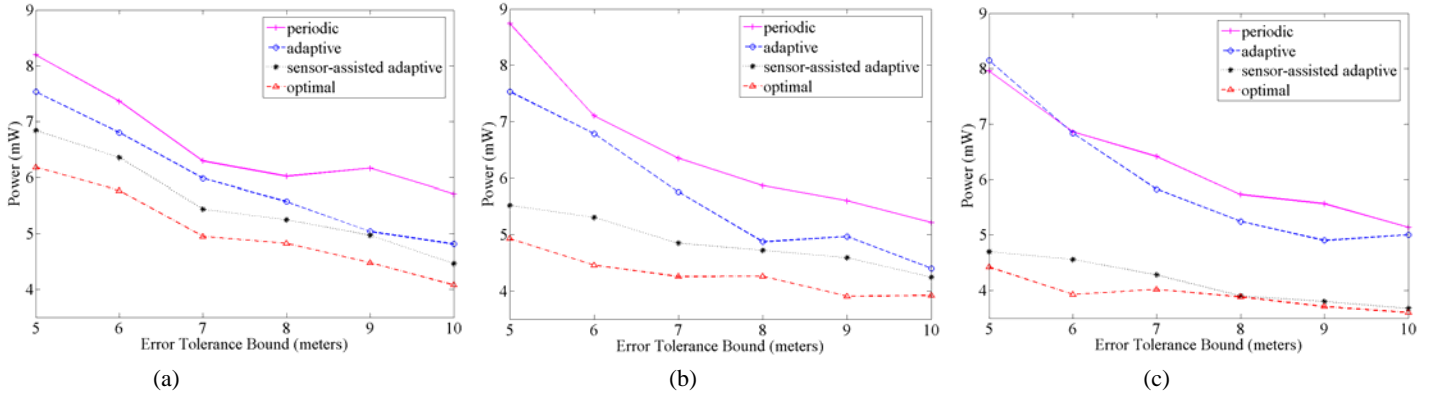 9
8
7
6
5
4
Power (mW)
periodic
adaptive
sensor-assisted adaptive
optimal
5 6 7 8 9 10
Error Tolerance Bound (meters)
(a)
9
8
7
6
5
4
Power (mW)
periodic
adaptive
sensor-assisted adaptive
optimal
5 6 7 8 9 10
Error Tolerance Bound (meters)
(b)
9
8
7
6
5
4
Power (mW)
periodic
adaptive
sensor-assisted adaptive
optimal
5 6 7 8 9 10
Error Tolerance Bound (meters)
(c)